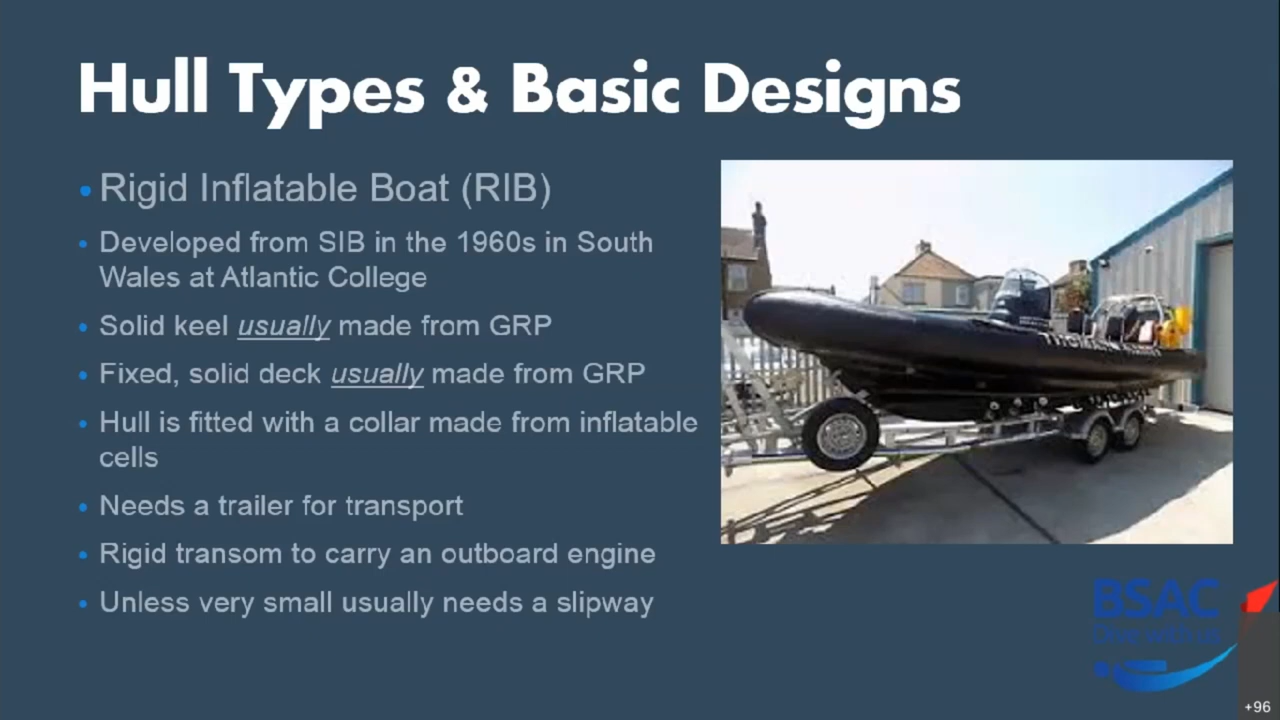 Hull Types & Basic Designs
• Rigid Inflatable Boat (RIB)
• Developed from SIB in the 1960s in South
Wales at Atlantic College
• Solid keel usually made from GRP
• Fixed, solid deck usually made from GRP
• Hull is fitted with a collar made from inflatable
cells
• Needs a trailer for transport
• Rigid transom to carry an outboard engine
• Unless very small usually needs a slipway
BSAC
Dive with us
+96